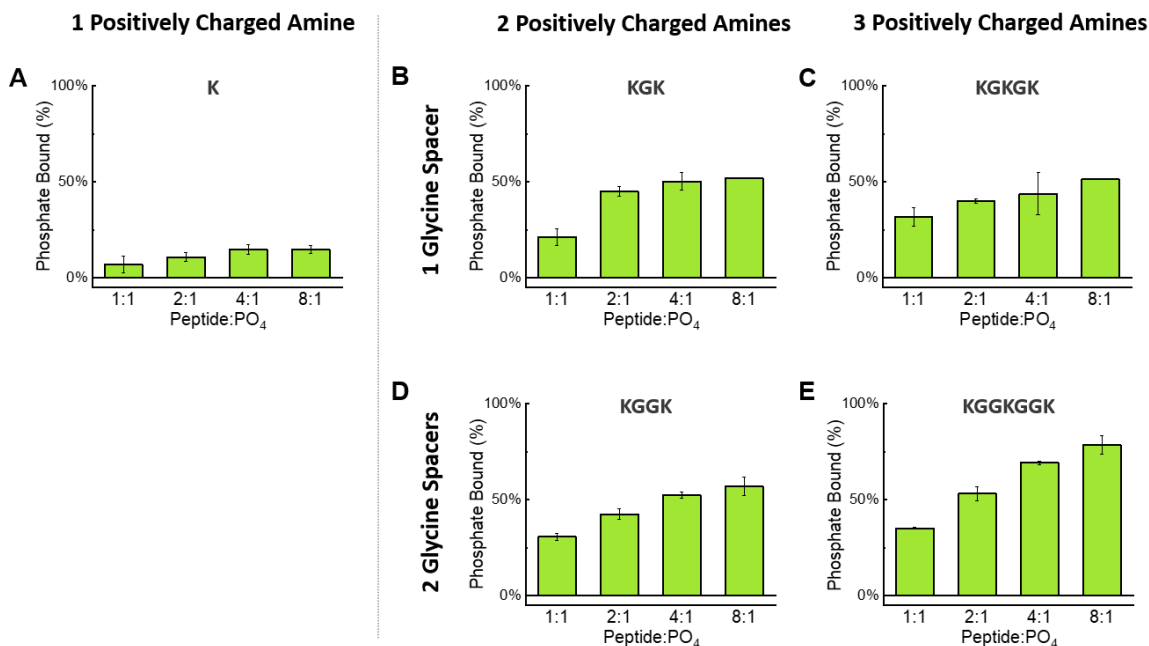 1 Positively Charged Amine
2 Positively Charged Amines
3 Positively Charged Amines
1 Glycine Spacer
2 Glycine Spacers
A
K
Phosphate Bound (%)
100%
50%
0%
1:1 2:1 4:1 8:1
Peptide:PO₄
B
KGK
Phosphate Bound (%)
100%
50%
0%
1:1 2:1 4:1 8:1
Peptide:PO₄
C
KGKGK
Phosphate Bound (%)
100%
50%
0%
1:1 2:1 4:1 8:1
Peptide:PO₄
D
KGGK
Phosphate Bound (%)
100%
50%
0%
1:1 2:1 4:1 8:1
Peptide:PO₄
E
KGGKGGK
Phosphate Bound (%)
100%
50%
0%
1:1 2:1 4:1 8:1
Peptide:PO₄